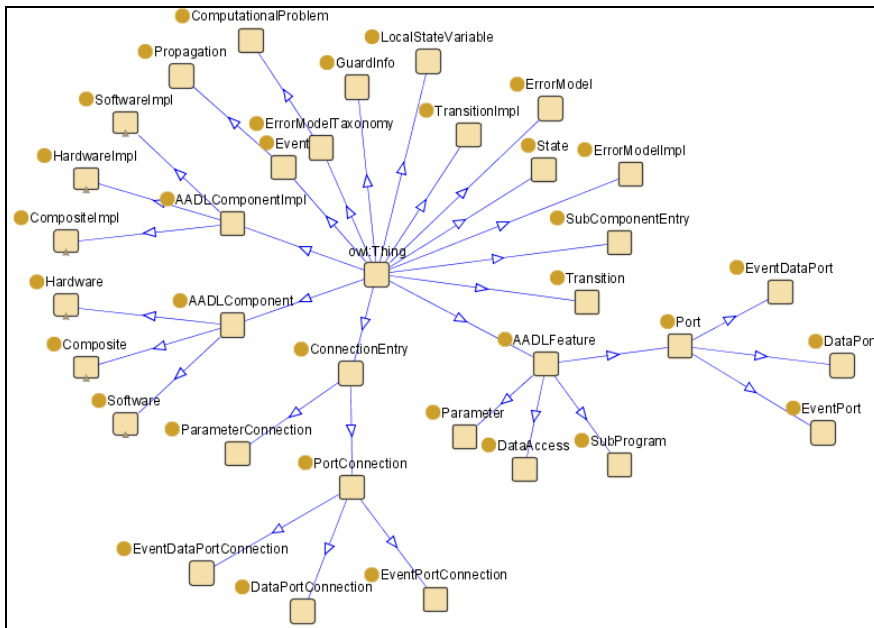 ComputationalProblem
LocalStateVariable
Propagation
GuardInfo
SoftwareImpl
ErrorModel
TransitionImpl
ErrorModelTaxonomy
Event
HardwareImpl
State
ErrorModelImpl
AADLComponentImpl
CompositeImpl
SubComponentEntry
owl:Thing
EventDataPort
Hardware
AADLComponent
Transition
Port
AADLFeature
DataPort
Composite
ConnectionEntry
Software
Parameter
EventPort
ParameterConnection
DataAccess
SubProgram
PortConnection
EventDataPortConnection
DataPortConnection
EventPortConnection